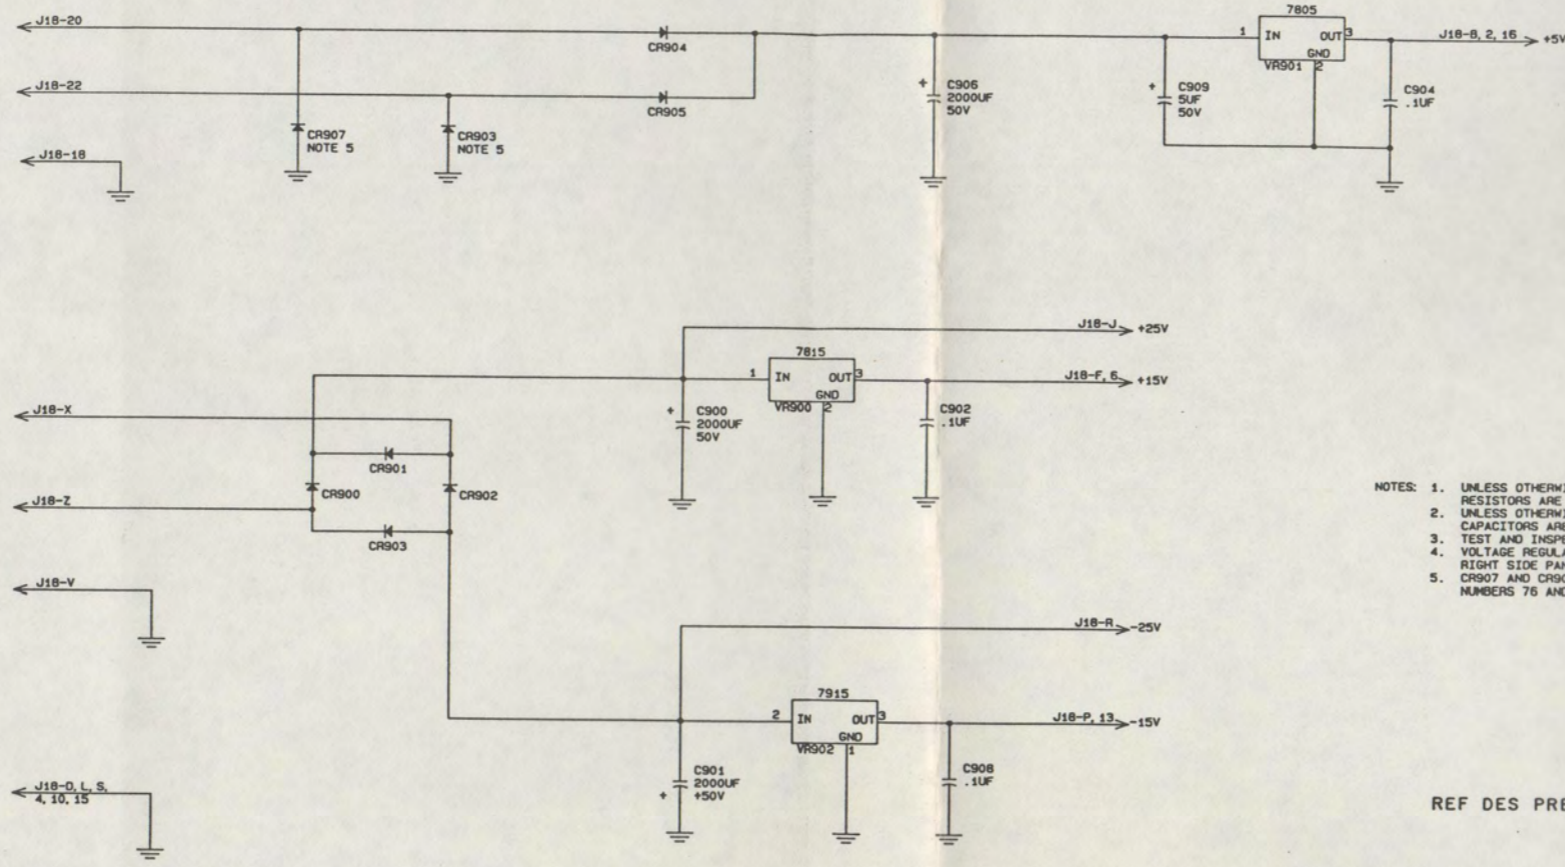 J18-20
CR904
7805
1 IN OUT 3
GND
VR901 2
J18-B, 2, 16 +5V
J18-22
CR905
CR907
NOTE 5
CR903
NOTE 5
+ C906
2000UF
50V
+ C909
5UF
50V
C904
.1UF
J18-18
J18-J +25V
7815
1 IN OUT 3
GND
VR900 2
J18-F, 6 +15V
J18-X
+ C900
2000UF
50V
C902
.1UF
CR901
CR900
CR902
J18-Z
CR903
NOTES: 1. UNLESS OTHERWI
RESISTORS ARE
2. UNLESS OTHERWI
CAPACITORS ARE
3. TEST AND INSPE
4. VOLTAGE REGULA
RIGHT SIDE PAN
5. CR907 AND CR90
NUMBERS 76 AND
J18-V
J18-R -25V
7915
2 IN OUT 3
GND
VR902 1
J18-P, 13 -15V
C901
2000UF
+ +50V
C908
.1UF
J18-D, L, S,
4, 10, 15
REF DES PRE